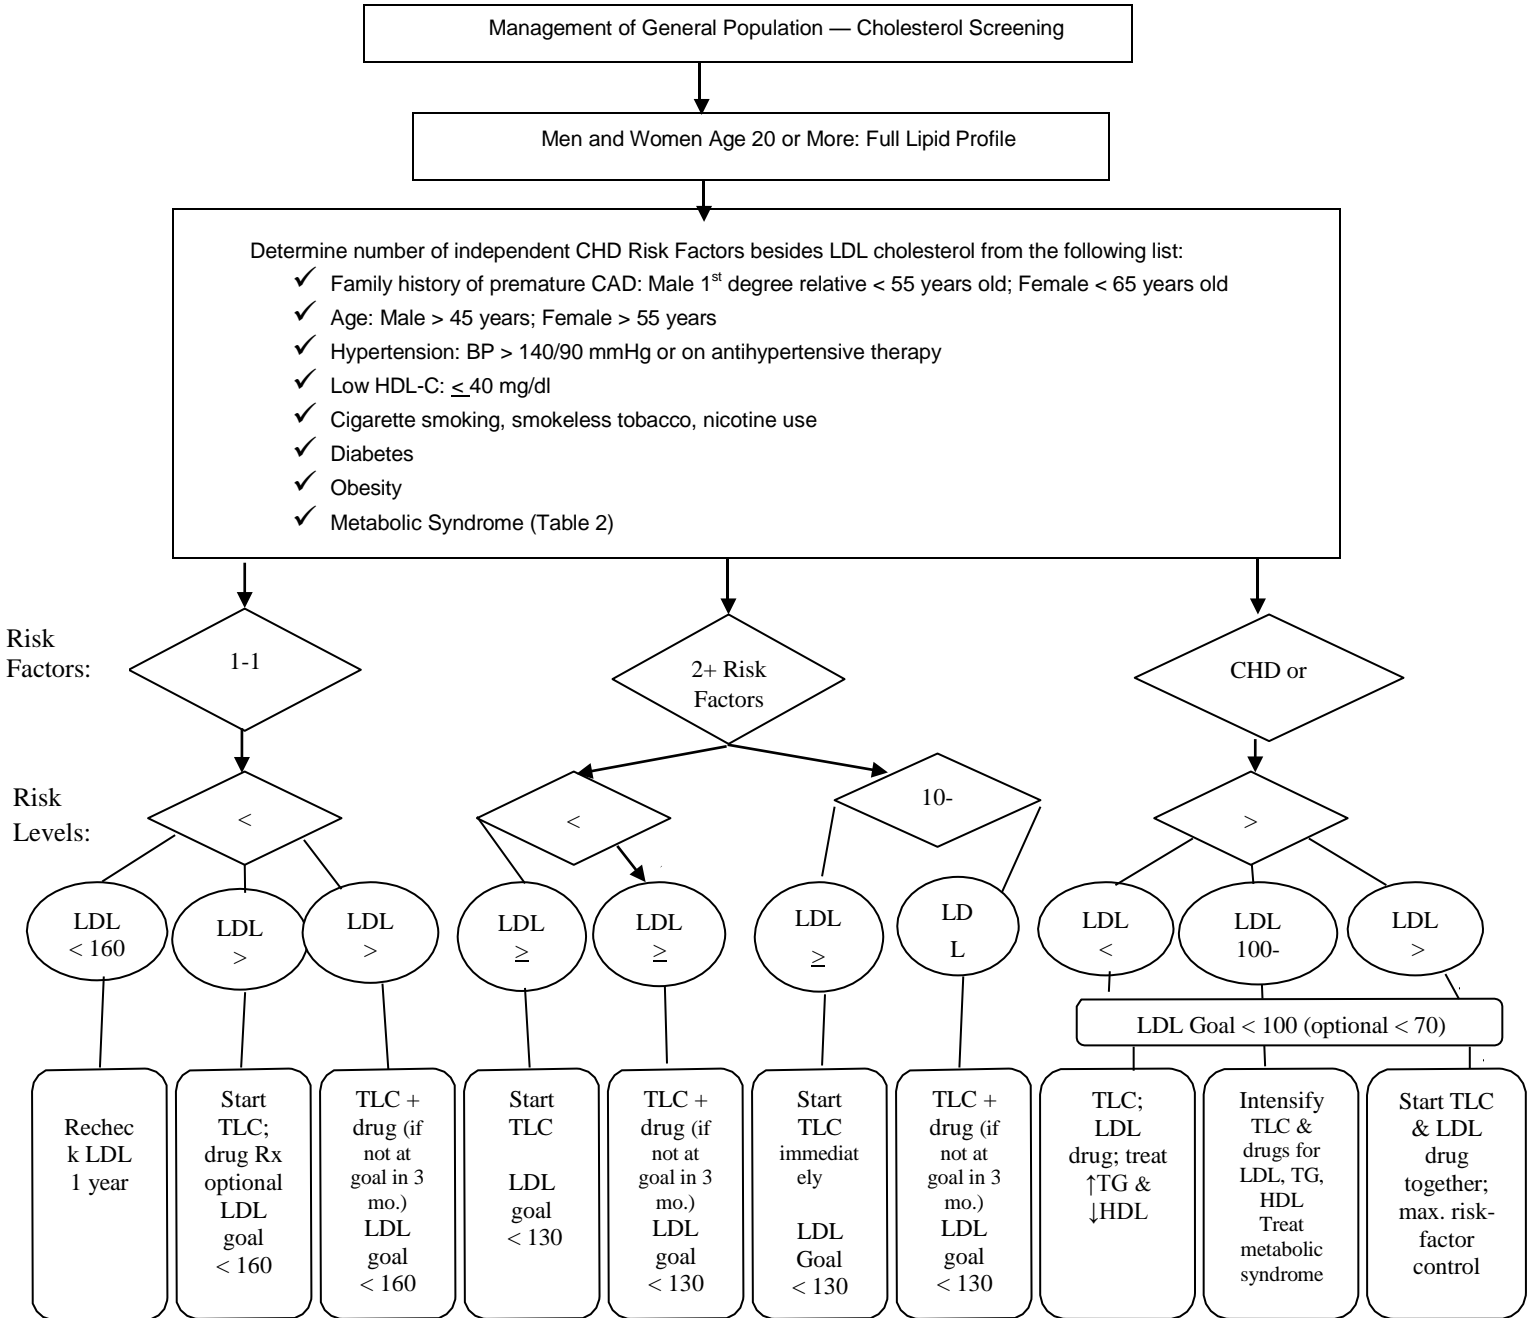 Management of General Population — Cholesterol Screening
Men and Women Age 20 or More: Full Lipid Profile
Determine number of independent CHD Risk Factors besides LDL cholesterol from the following list:
✓ Family history of premature CAD: Male 1st degree relative < 55 years old; Female < 65 years old
✓ Age: Male > 45 years; Female > 55 years
✓ Hypertension: BP > 140/90 mmHg or on antihypertensive therapy
✓ Low HDL-C: < 40 mg/dl
✓ Cigarette smoking, smokeless tobacco, nicotine use
✓ Diabetes
✓ Obesity
✓ Metabolic Syndrome (Table 2)
Risk
Factors:
1-1
2+ Risk
Factors
CHD or
Risk
Levels:
<
<
10-
>
LDL
< 160
LDL
>
LDL
>
LDL
≥
LDL
≥
LDL
≥
LD
L
LDL
<
LDL
100-
LDL
>
LDL Goal < 100 (optional < 70)
Rechec
k LDL
1 year
Start
TLC;
drug Rx
optional
LDL
goal
< 160
TLC +
drug (if
not at
goal in 3
mo.)
LDL
goal
< 160
Start
TLC
LDL
goal
< 130
TLC +
drug (if
not at
goal in 3
mo.)
LDL
goal
< 130
Start
TLC
immediat
ely
LDL
Goal
< 130
TLC +
drug (if
not at
goal in 3
mo.)
LDL
goal
< 130
TLC;
LDL
drug; treat
↑TG &
↓HDL
Intensify
TLC &
drugs for
LDL, TG,
HDL
Treat
metabolic
syndrome
Start TLC
& LDL
drug
together;
max. risk-
factor
control